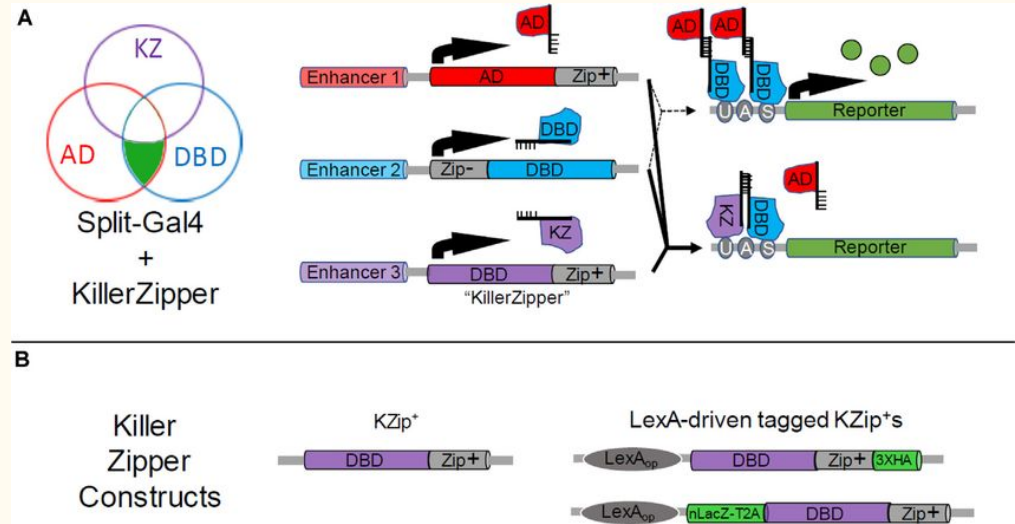 A
KZ
AD
DBD
Split-Gal4
+
KillerZipper
AD
Enhancer 1
AD
Zip+
DBD
Enhancer 2
Zip-
DBD
KZ
Enhancer 3
DBD
Zip+
"KillerZipper"
AD
AD
DBD
DBD
U A S
Reporter
AD
KZ
DBD
U A S
Reporter
B
Killer
Zipper
Constructs
KZip+
DBD
Zip+
LexA-driven tagged KZip+s
LexAop
DBD
Zip+
3XHA
LexAop
nLacZ-T2A
DBD
Zip+